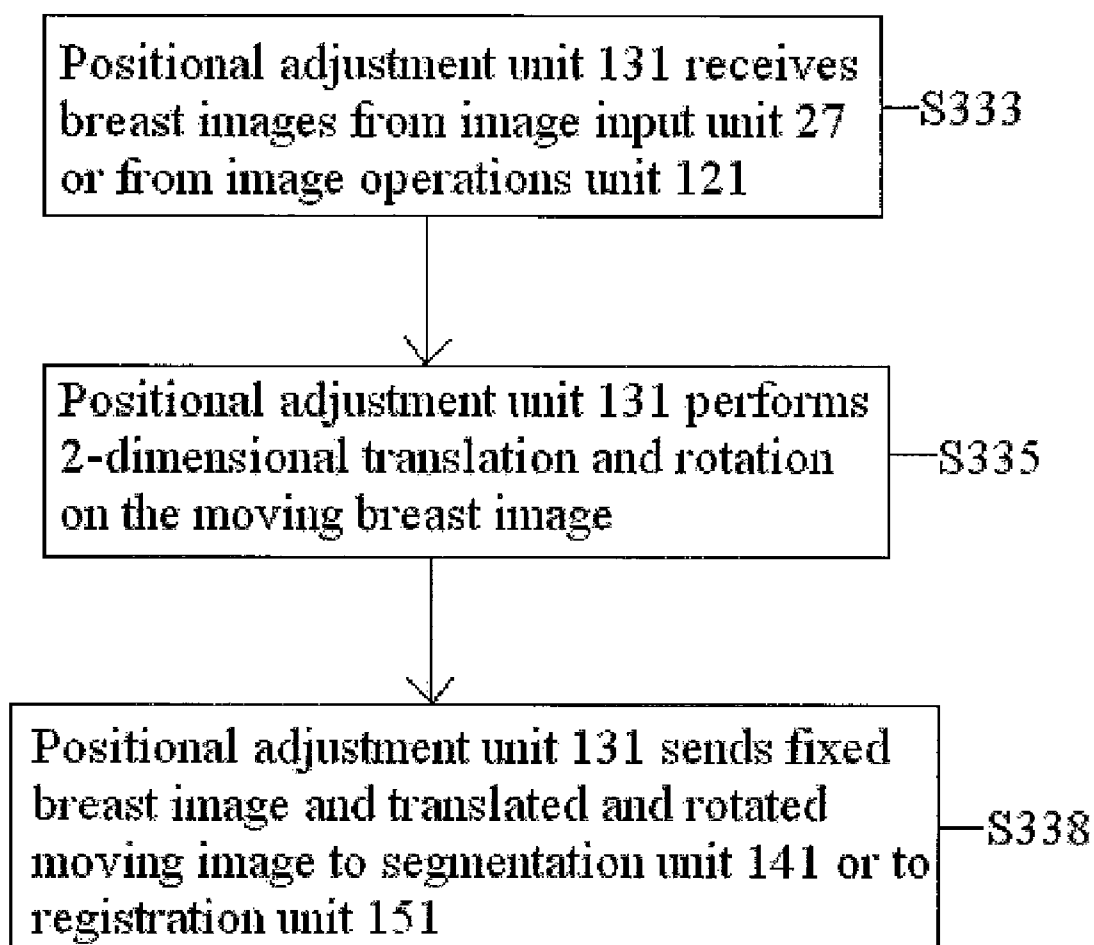 Positional adjustment unit 131 receives
breast images from image input unit 27
or from image operations unit 121
S333
Positional adjustment unit 131 performs
2-dimensional translation and rotation
on the moving breast image
S335
Positional adjustment unit 131 sends fixed
breast image and translated and rotated
moving image to segmentation unit 141 or to
registration unit 151
S338